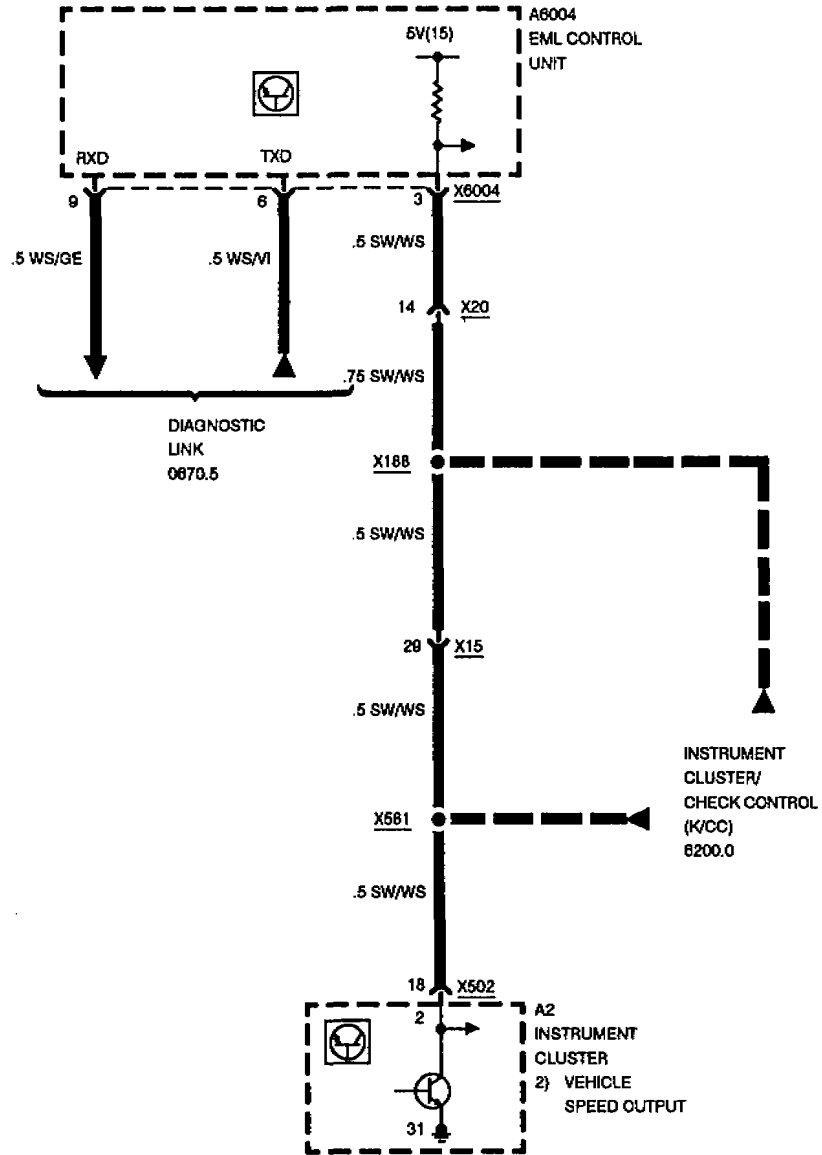 A6004
EML CONTROL
UNIT
5V(15)
RXD
TXD
9
6
3
X6004
.5 WS/GE
.5 WS/VI
.5 SW/WS
14
X20
.75 SW/WS
DIAGNOSTIC
LINK
0670.5
X188
.5 SW/WS
29
X15
.5 SW/WS
INSTRUMENT
CLUSTER/
CHECK CONTROL
(K/CC)
6200.0
X561
.5 SW/WS
18
X502
2
A2
INSTRUMENT
CLUSTER
2) VEHICLE
SPEED OUTPUT
31